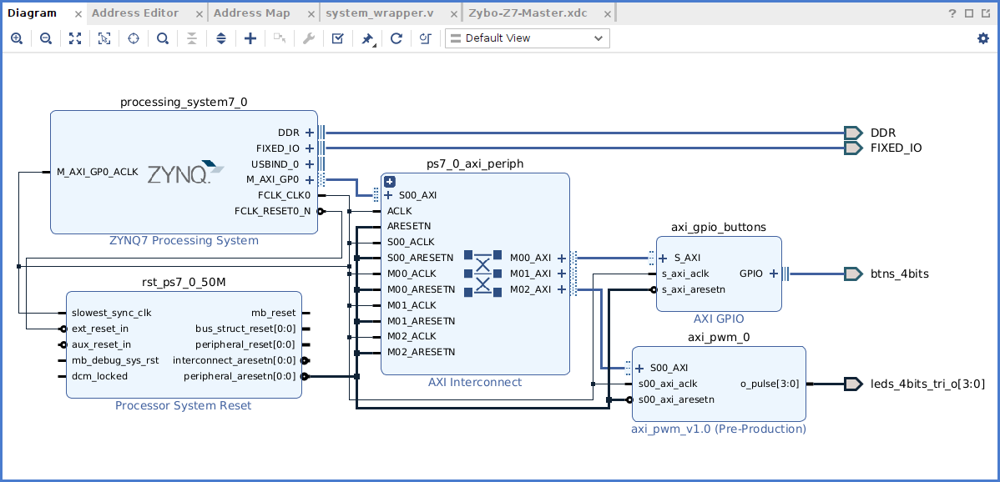 Diagram
Address Editor
Address Map
system_wrapper.v
Zybo-Z7-Master.xdc
Default View
processing_system7_0
DDR
FIXED_IO
USBIND_0
M_AXI_GP0_ACLK
ZYNQ
M_AXI_GP0
FCLK_CLK0
FCLK_RESET0_N
ZYNQ7 Processing System
DDR
FIXED_IO
ps7_0_axi_periph
S00_AXI
ACLK
ARESETN
S00_ACLK
S00_ARESETN
M00_ACLK
M00_ARESETN
M01_ACLK
M01_ARESETN
M02_ACLK
M02_ARESETN
M00_AXI
M01_AXI
M02_AXI
AXI Interconnect
axi_gpio_buttons
S_AXI
s_axi_aclk
s_axi_aresetn
GPIO
AXI GPIO
btns_4bits
rst_ps7_0_50M
slowest_sync_clk
ext_reset_in
aux_reset_in
mb_debug_sys_rst
dcm_locked
mb_reset
bus_struct_reset[0:0]
peripheral_reset[0:0]
interconnect_aresetn[0:0]
peripheral_aresetn[0:0]
Processor System Reset
axi_pwm_0
S00_AXI
s00_axi_aclk
s00_axi_aresetn
o_pulse[3:0]
axi_pwm_v1.0 (Pre-Production)
leds_4bits_tri_o[3:0]